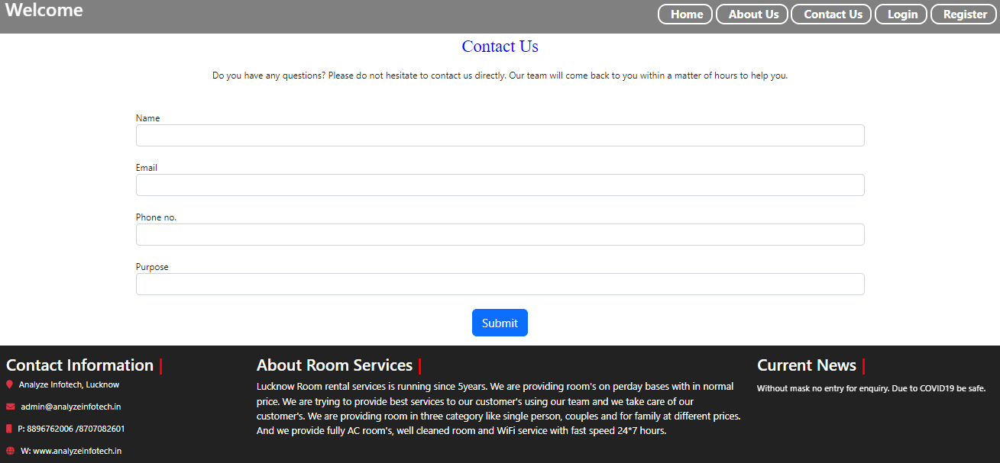 Welcome
Home
About Us
Contact Us
Login
Register
Contact Us
Do you have any questions? Please do not hesitate to contact us directly. Our team will come back to you within a matter of hours to help you.
Name
Email
Phone no.
Purpose
Submit
Contact Information
Analyze Infotech, Lucknow
admin@analyzeinfotech.in
P: 8896762006 /8707082601
W: www.analyzeinfotech.in
About Room Services
Lucknow Room rental services is running since 5years. We are providing room's on perday bases with in normal
price. We are trying to provide best services to our customer's using our team and we take care of our
customer's. We are providing room in three category like single person, couples and for family at different prices.
And we provide fully AC room's, well cleaned room and WiFi service with fast speed 24*7 hours.
Current News
Without mask no entry for enquiry. Due to COVID19 be safe.